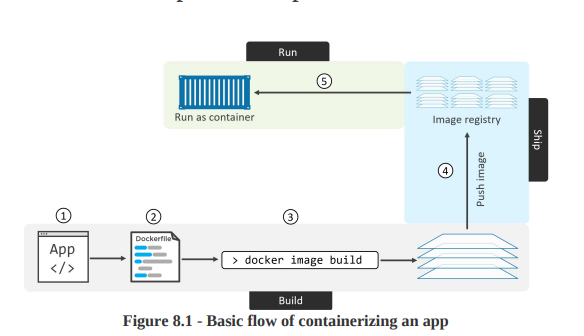 Run
⑤
Run as container
Image registry
Ship
④
Push image
①
②
③
App
</>
Dockerfile
> docker image build
Build
Figure 8.1 - Basic flow of containerizing an app